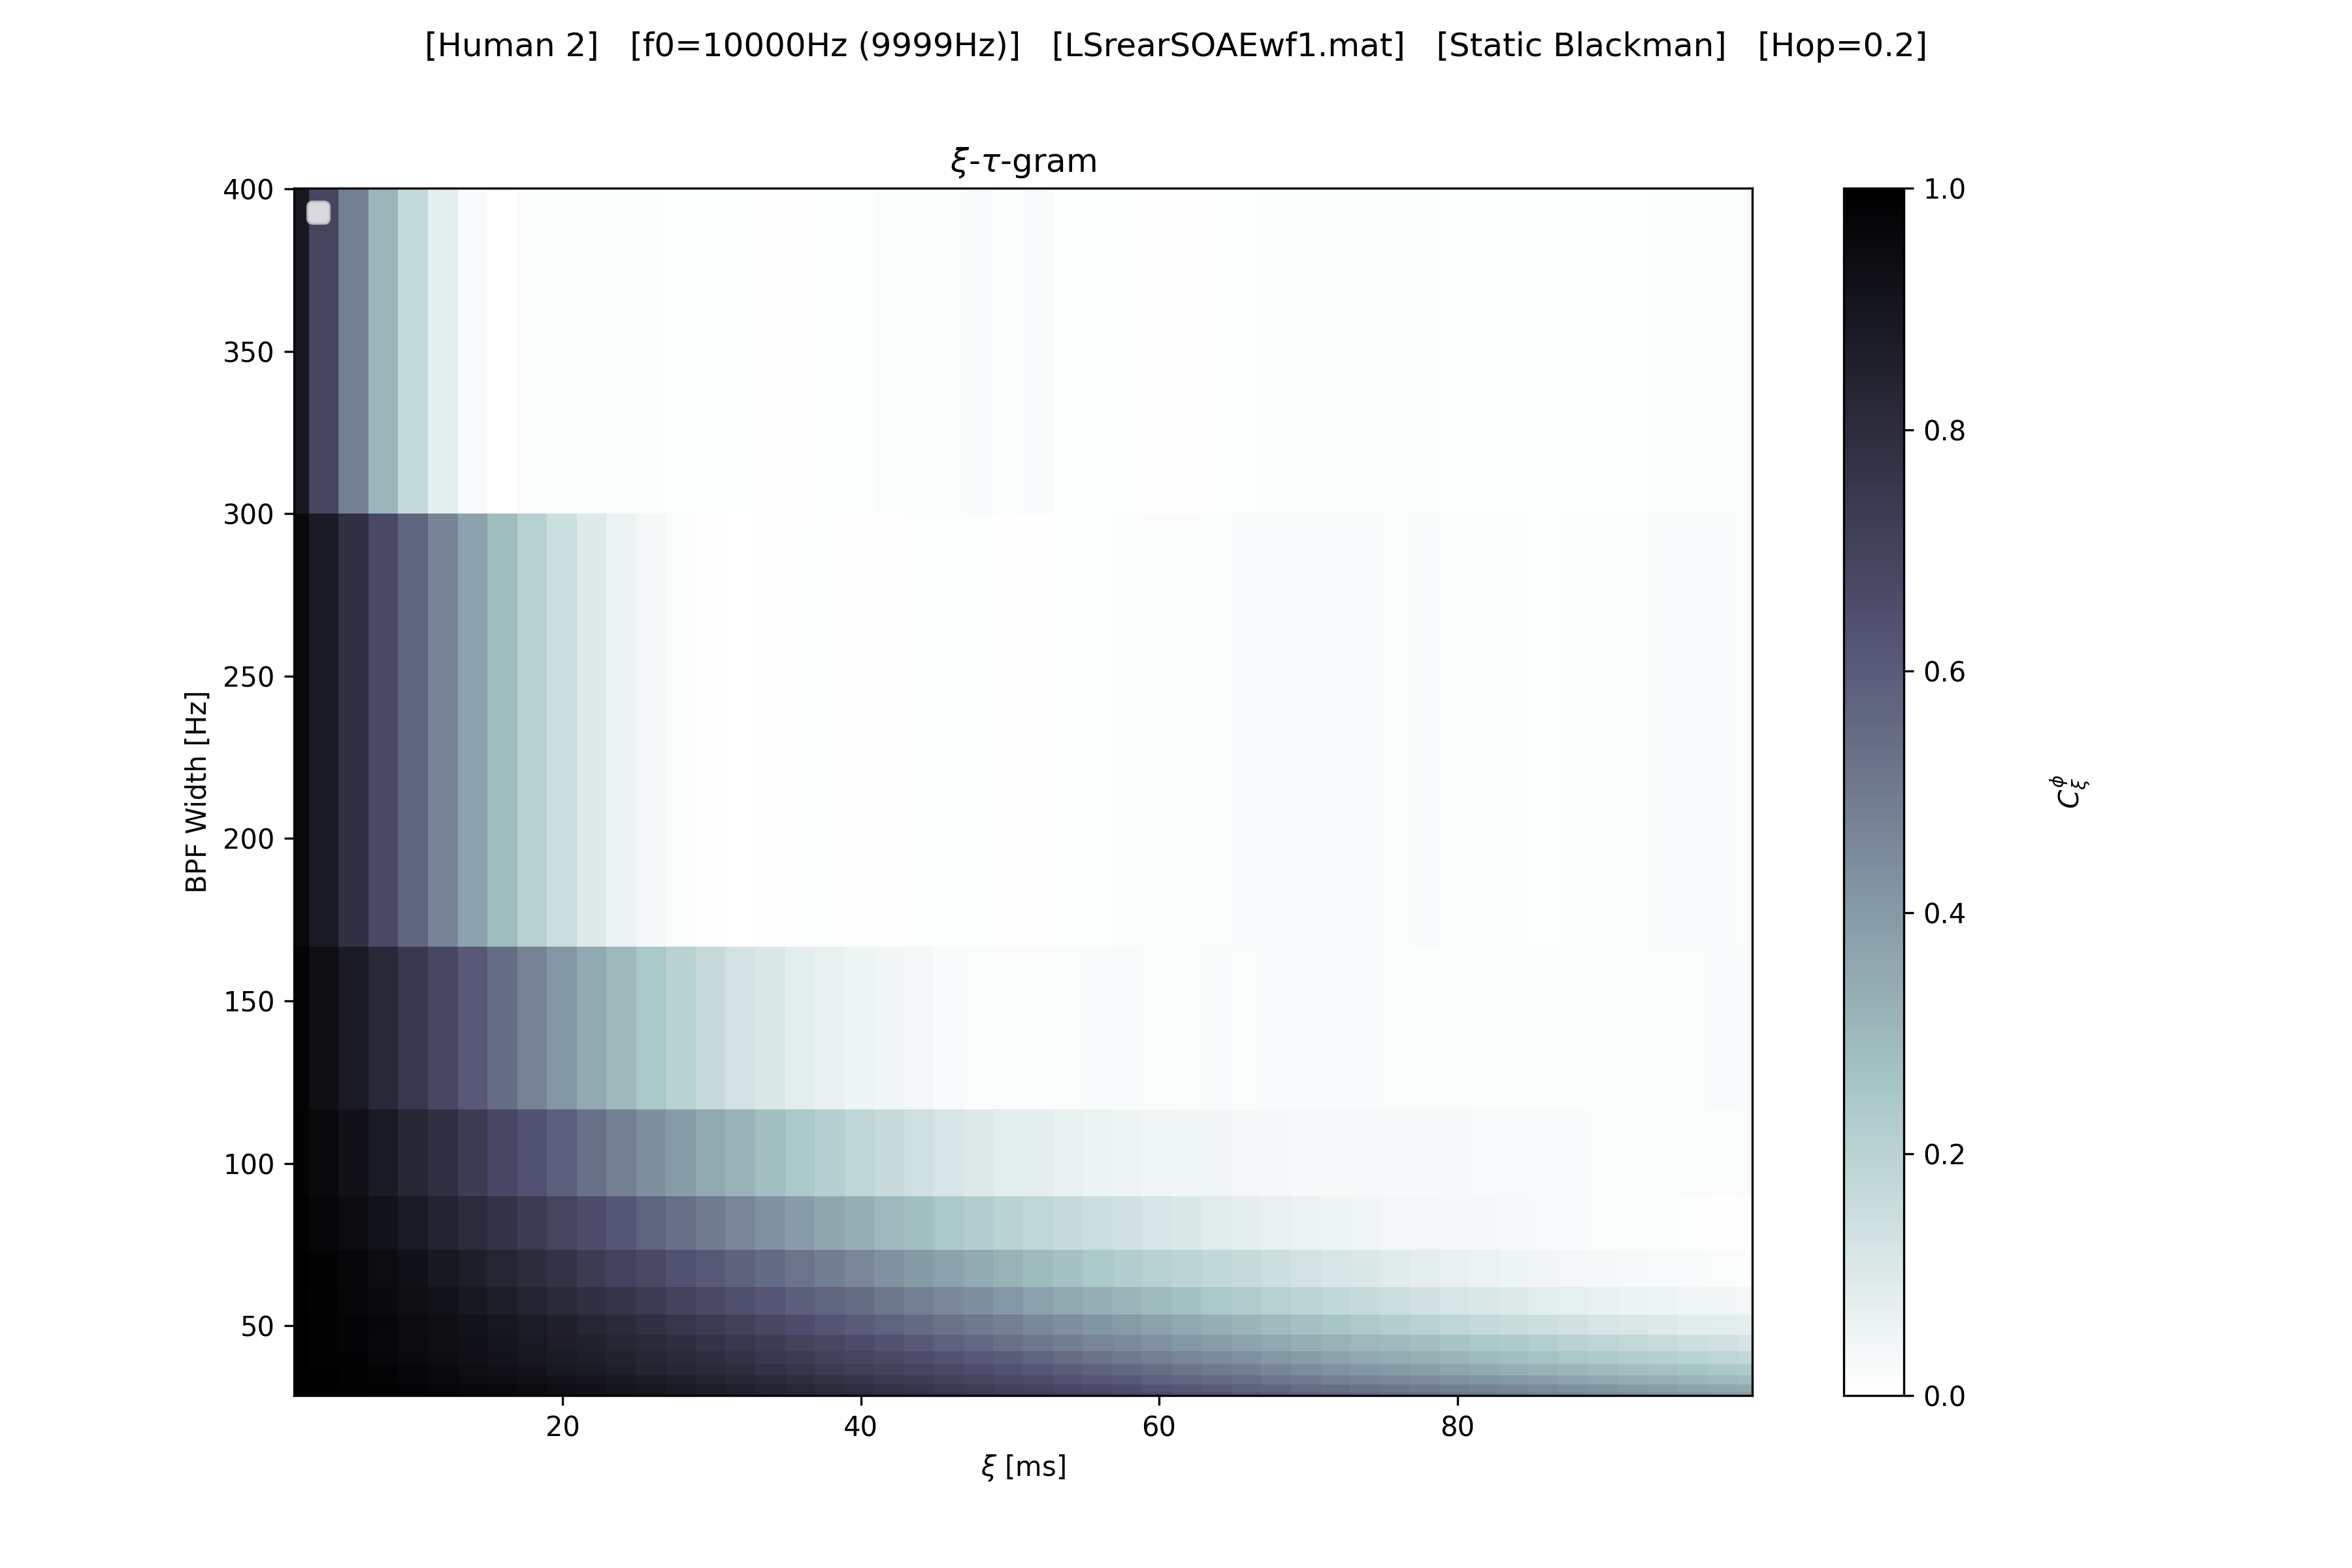 [Human 2]   [f0=10000Hz (9999Hz)]   [LSrearSOAEwf1.mat]   [Static Blackman]   [Hop=0.2]
ξ-τ-gram
400
350
300
250
200
150
100
50
BPF Width [Hz]
20 40 60 80
ξ [ms]
1.0
0.8
0.6
0.4
0.2
0.0
C_ξ^ϕ